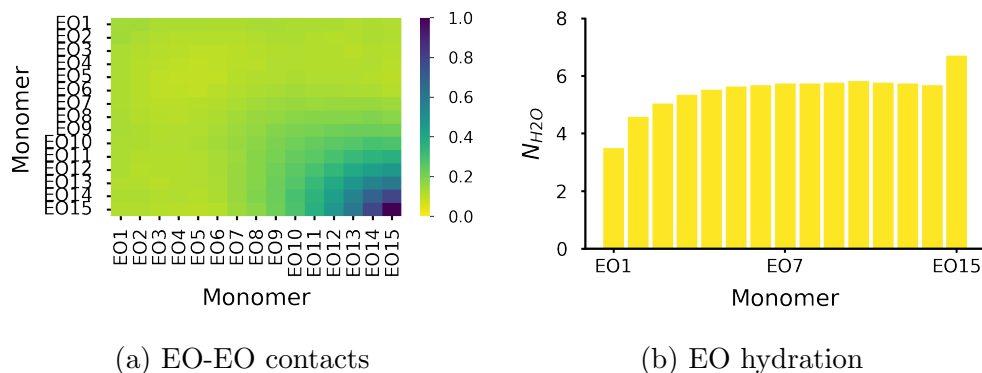 Monomer
EO1
EO2
EO3
EO4
EO5
EO6
EO7
EO8
EO9
EO10
EO11
EO12
EO13
EO14
EO15
1.0
0.8
0.6
0.4
0.2
0.0
EO1 EO2 EO3 EO4 EO5 EO6 EO7 EO8 EO9 EO10 EO11 EO12 EO13 EO14 EO15
Monomer
(a) EO-EO contacts
N_{H2O}
8
6
4
2
0
EO1 EO7 EO15
Monomer
(b) EO hydration